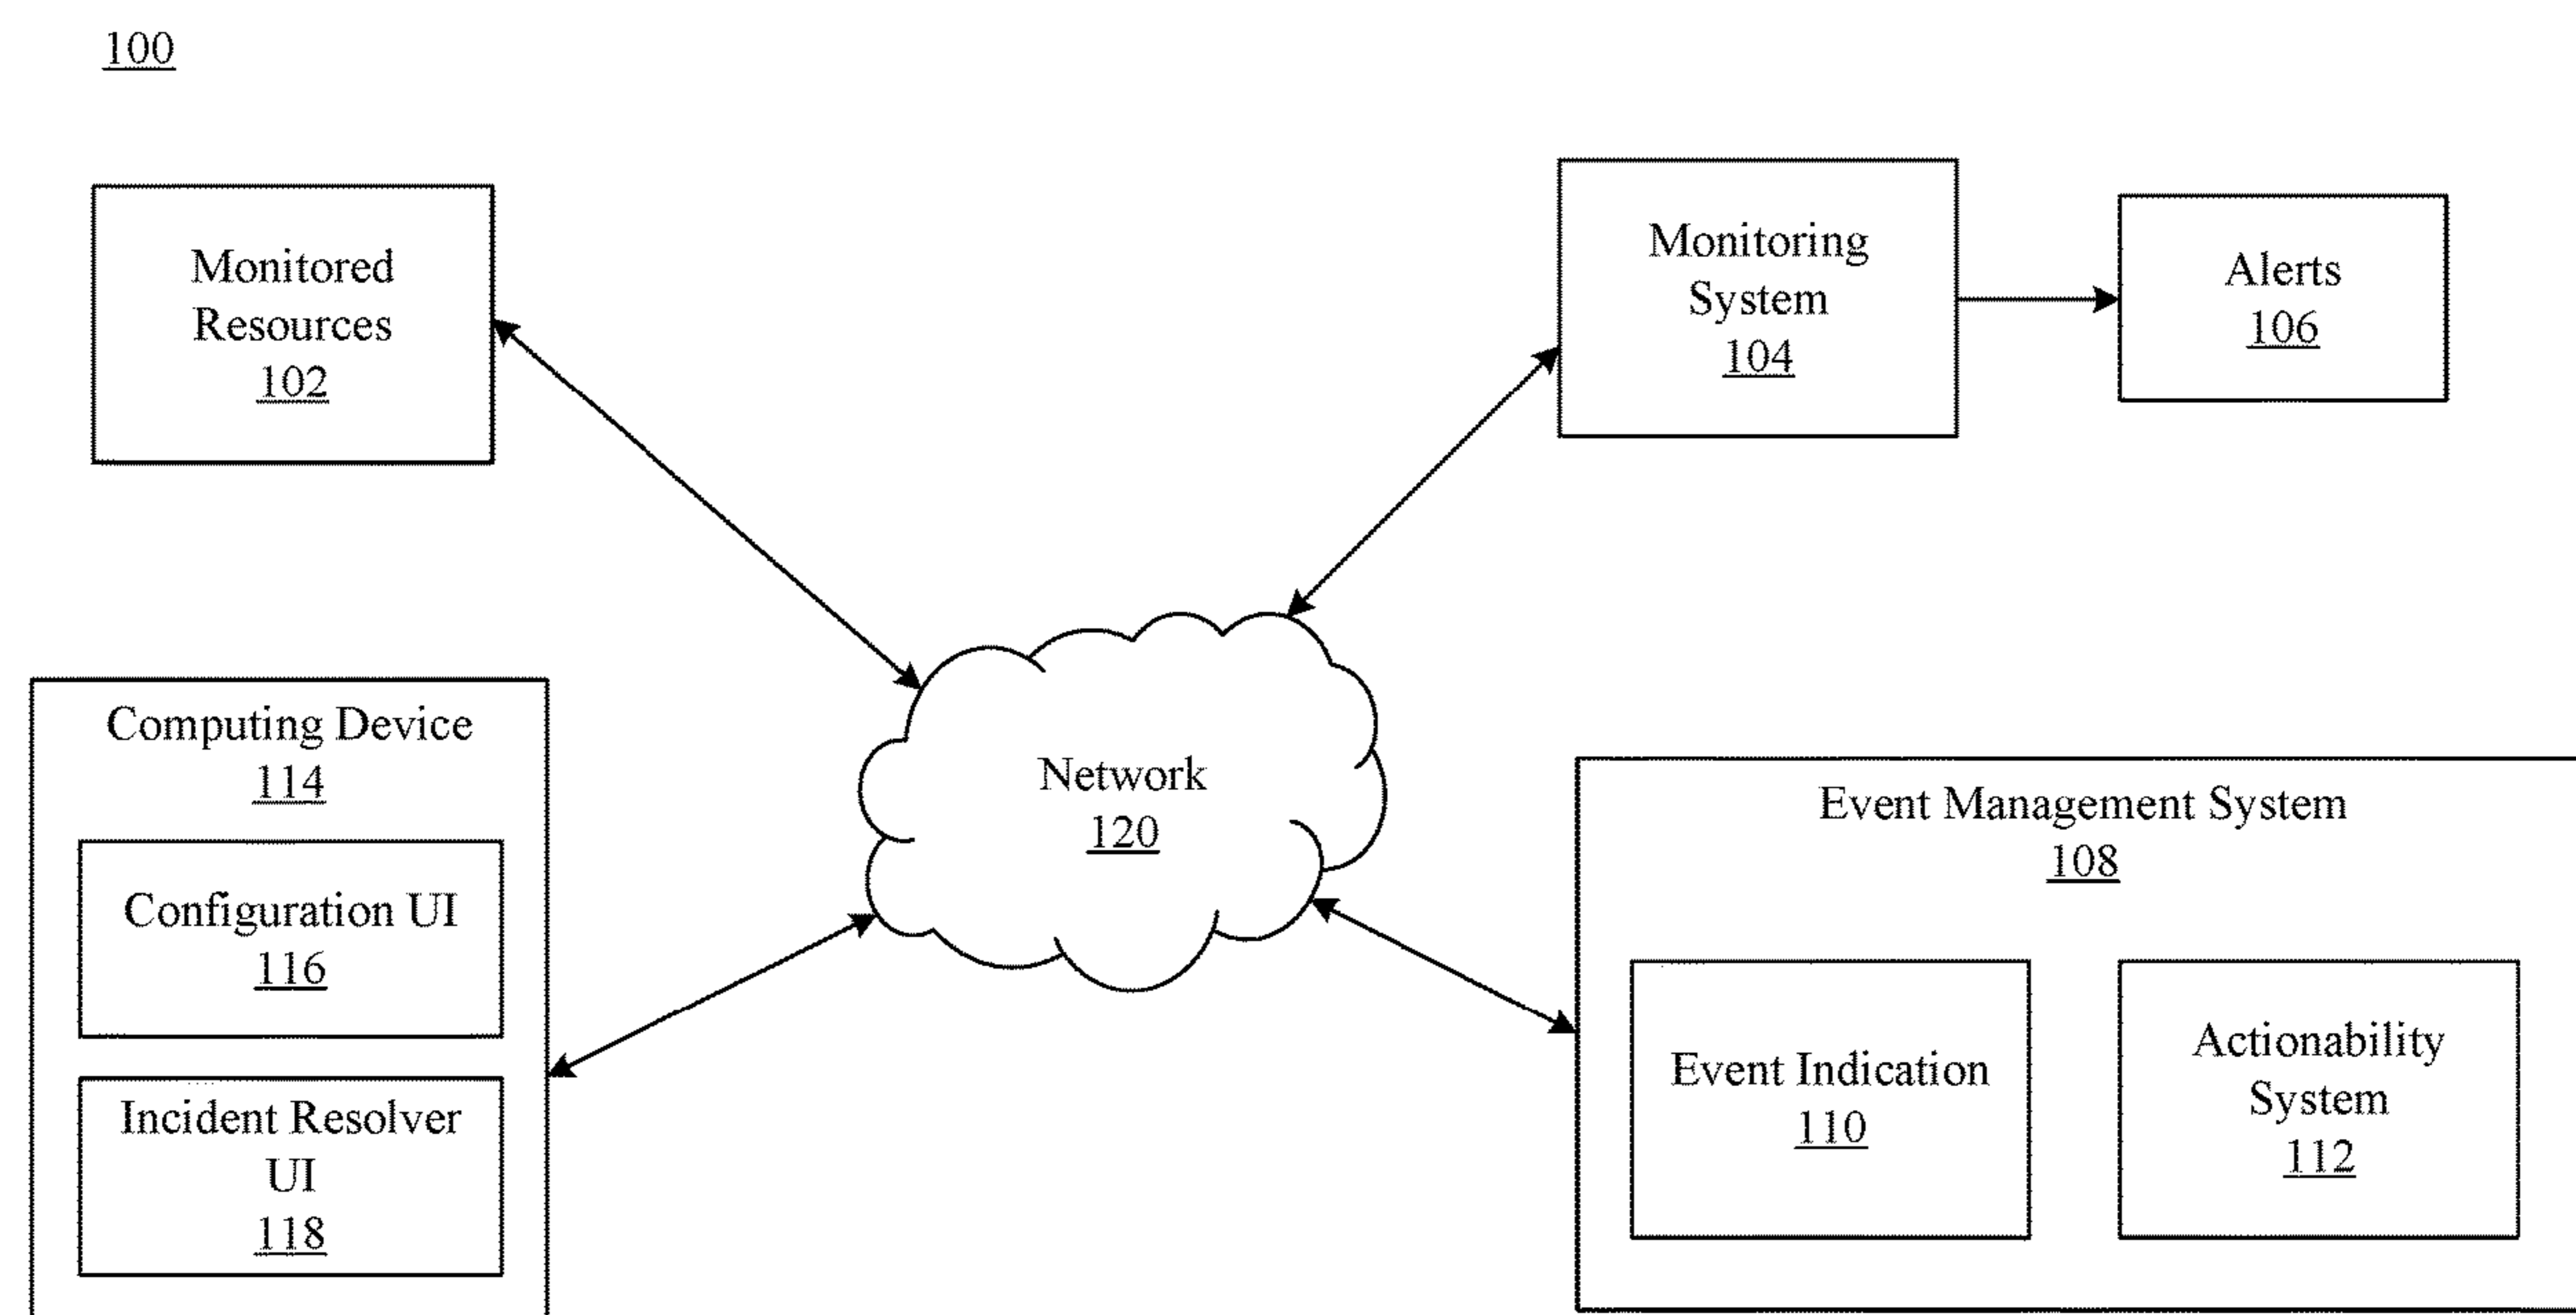 100
Monitored
Resources
102
Monitoring
System
104
Alerts
106
Computing Device
114
Configuration UI
116
Incident Resolver
UI
118
Network
120
Event Management System
108
Event Indication
110
Actionability
System
112